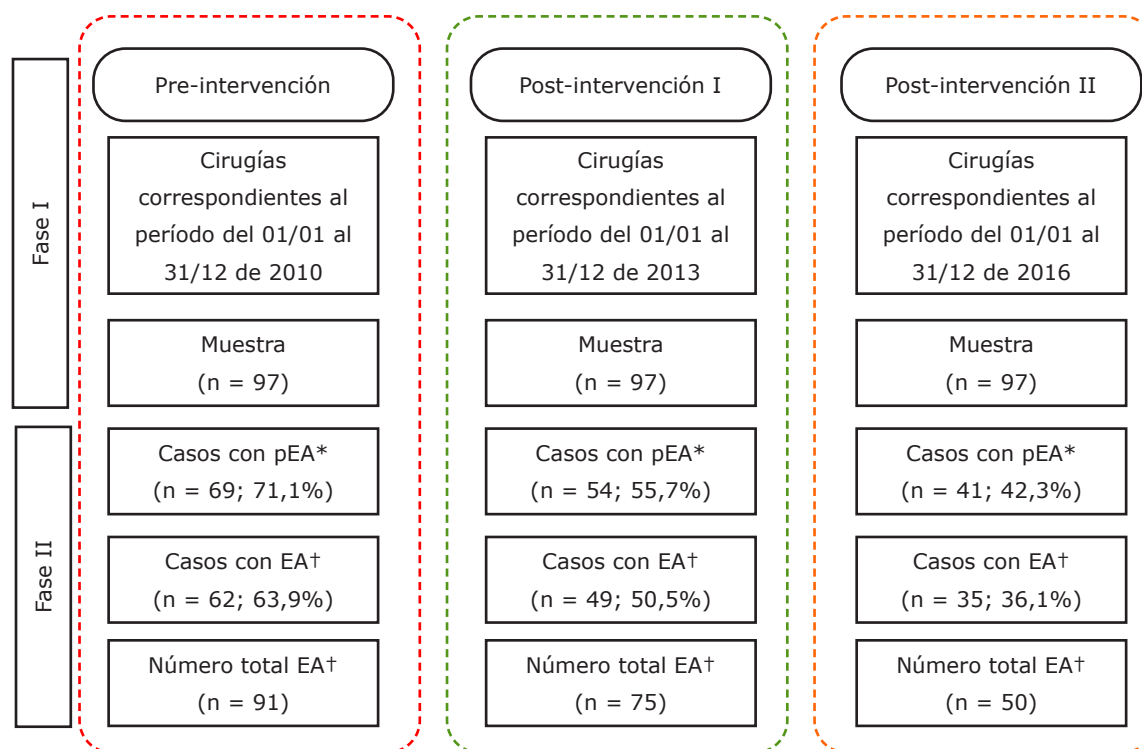 Fase I
Pre-intervención
Cirugías
correspondientes al
período del 01/01 al
31/12 de 2010
Muestra
(n = 97)
Post-intervención I
Cirugías
correspondientes al
período del 01/01 al
31/12 de 2013
Muestra
(n = 97)
Post-intervención II
Cirugías
correspondientes al
período del 01/01 al
31/12 de 2016
Muestra
(n = 97)
Fase II
Casos con pEA*
(n = 69; 71,1%)
Casos con EA†
(n = 62; 63,9%)
Número total EA†
(n = 91)
Casos con pEA*
(n = 54; 55,7%)
Casos con EA†
(n = 49; 50,5%)
Número total EA†
(n = 75)
Casos con pEA*
(n = 41; 42,3%)
Casos con EA†
(n = 35; 36,1%)
Número total EA†
(n = 50)